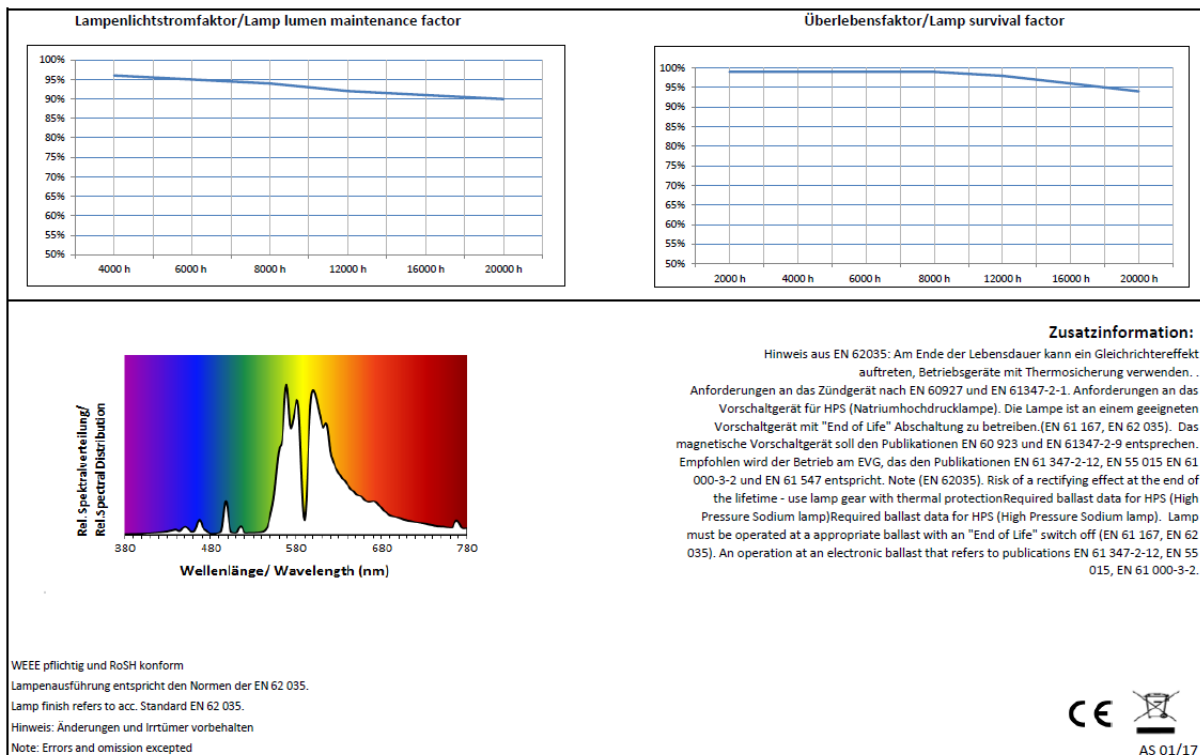 Lampenlichtstromfaktor/Lamp lumen maintenance factor
100%
95%
90%
85%
80%
75%
70%
65%
60%
55%
50%
4000 h 6000 h 8000 h 12000 h 16000 h 20000 h
Überlebensfaktor/Lamp survival factor
100%
95%
90%
85%
80%
75%
70%
65%
60%
55%
50%
2000 h 4000 h 6000 h 8000 h 12000 h 20000 h
Rel. Spektralverteilung/
Rel.Spectral Distribution
380 480 580 680 780
Wellenlänge/ Wavelength (nm)
Zusatzinformation:
Hinweis aus EN 62035: Am Ende der Lebensdauer kann ein Gleichrichtereffekt
auftreten, Betriebsgeräte mit Thermosicherung verwenden. .
Anforderungen an das Zündgerät nach EN 60927 und EN 61347-2-1. Anforderungen an das
Vorschaltgerät für HPS (Natriumhochdrucklampe). Die Lampe ist an einem geeigneten
Vorschaltgerät mit "End of Life" Abschaltung zu betreiben.(EN 61 167, EN 62 035). Das
magnetische Vorschaltgerät soll den Publikationen EN 60 923 und EN 61347-2-9 entsprechen.
Empfohlen wird der Betrieb am EVG, das den Publikationen EN 61 347-2-12, EN 55 015 EN 61
000-3-2 und EN 61 547 entspricht. Note (EN 62035). Risk of a rectifying effect at the end of
the lifetime - use lamp gear with thermal protectionRequired ballast data for HPS (High
Pressure Sodium lamp)Required ballast data for HPS (High Pressure Sodium lamp). Lamp
must be operated at a appropriate ballast with an "End of Life" switch off (EN 61 167, EN 62
035). An operation at an electronic ballast that refers to publications EN 61 347-2-12, EN 55
015, EN 61 000-3-2.
WEEE pflichtig und RoSH konform
Lampenausführung entspricht den Normen der EN 62 035.
Lamp finish refers to acc. Standard EN 62 035.
Hinweis: Änderungen und Irrtümer vorbehalten
Note: Errors and omission excepted
CE
AS 01/17